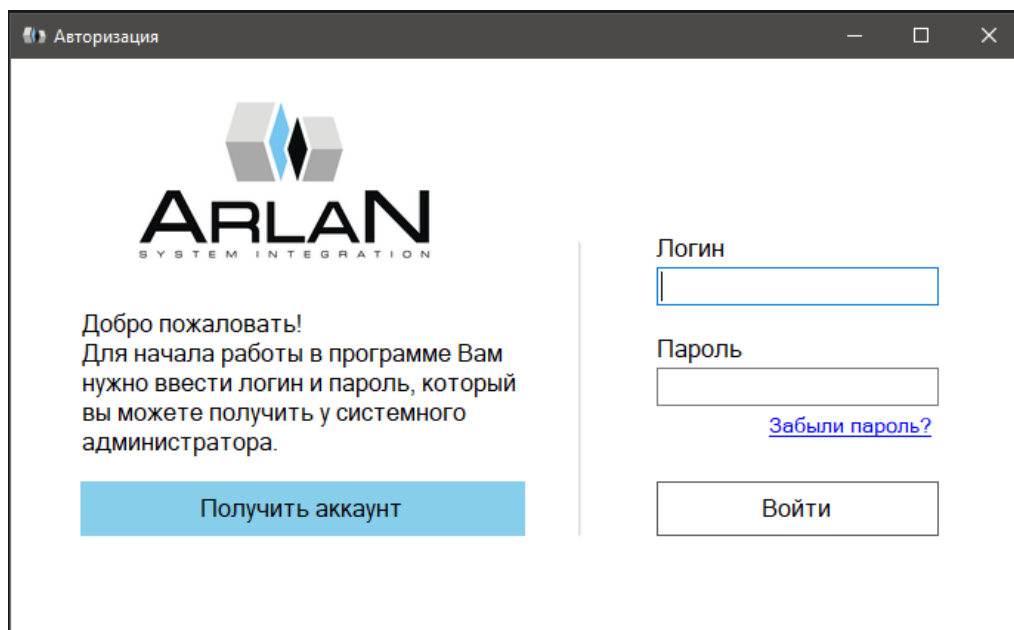 Авторизация
ARLAN
SYSTEM INTEGRATION
Добро пожаловать!
Для начала работы в программе Вам
нужно ввести логин и пароль, который
вы можете получить у системного
администратора.
Получить аккаунт
Логин
Пароль
Забыли пароль?
Войти